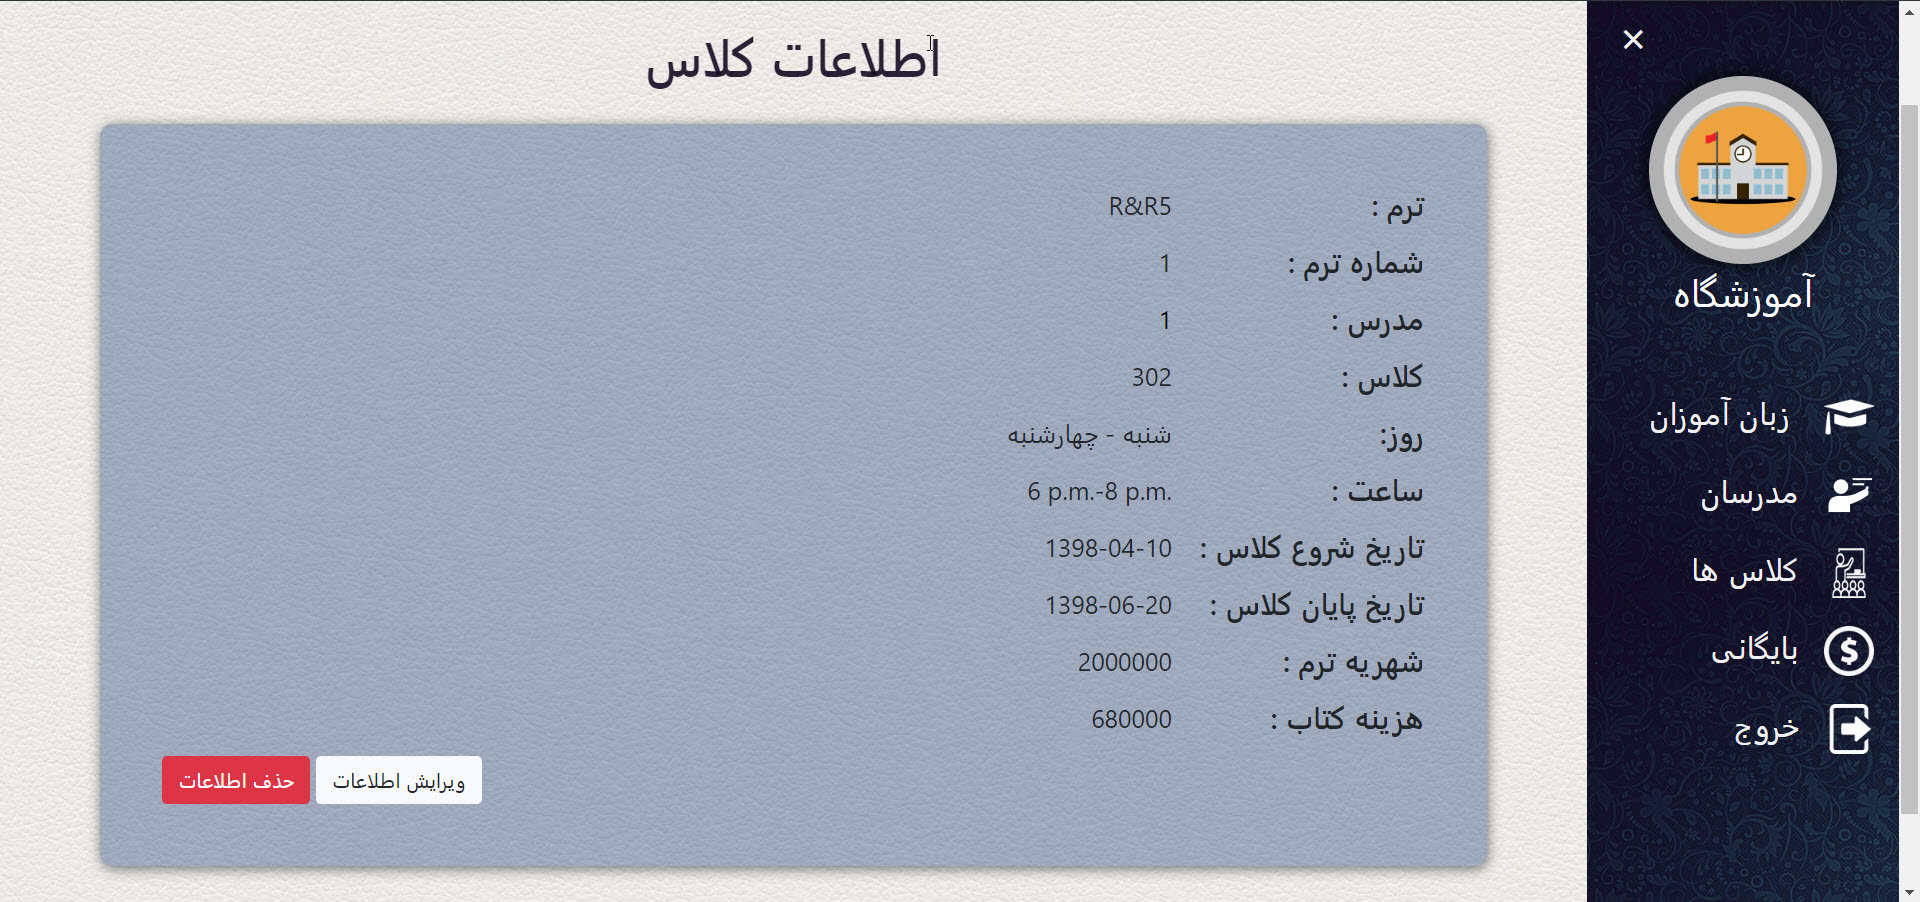 اطلاعات کلاس
ترم : R&R5
شماره ترم : 1
مدرس : 1
کلاس : 302
روز: شنبه - چهارشنبه
ساعت : 6 p.m.-8 p.m.
تاریخ شروع کلاس : 1398-04-10
تاریخ پایان کلاس : 1398-06-20
شهریه ترم : 2000000
هزینه کتاب : 680000
ویرایش اطلاعات
حذف اطلاعات
آموزشگاه
زبان آموزان
مدرسان
کلاس ها
بایگانی
خروج